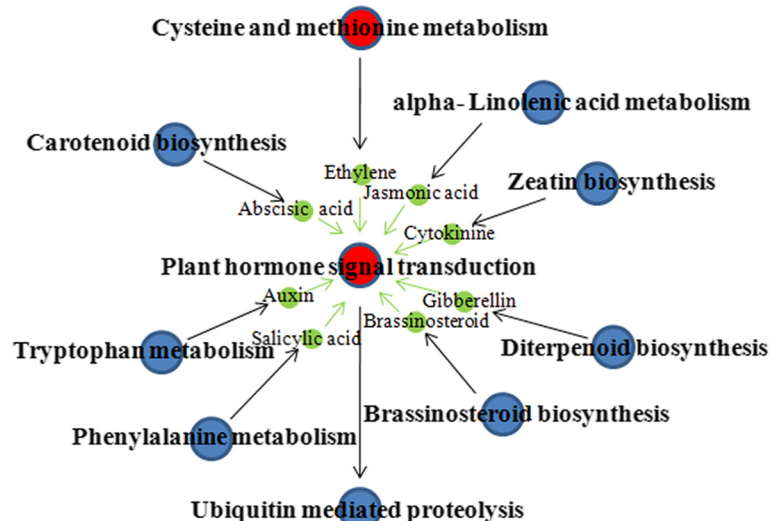 Cysteine and methionine metabolism
alpha- Linolenic acid metabolism
Carotenoid biosynthesis
Ethylene
Jasmonic acid
Zeatin biosynthesis
Abscisic acid
Cytokinine
Plant hormone signal transduction
Auxin
Gibberellin
Brassinosteroid
Salicylic acid
Tryptophan metabolism
Diterpenoid biosynthesis
Brassinosteroid biosynthesis
Phenylalanine metabolism
Ubiquitin mediated proteolysis